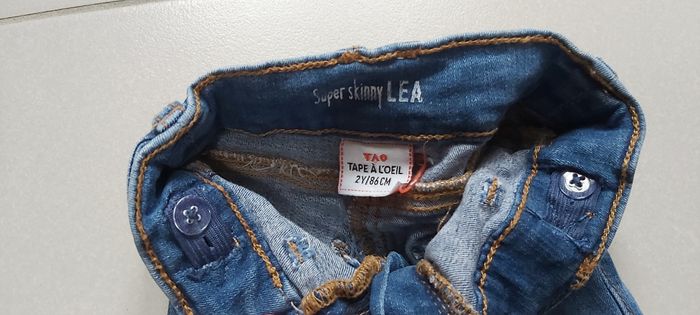 Super skinny LEA
TAO
TAPE À L'OEIL
2Y/86CM